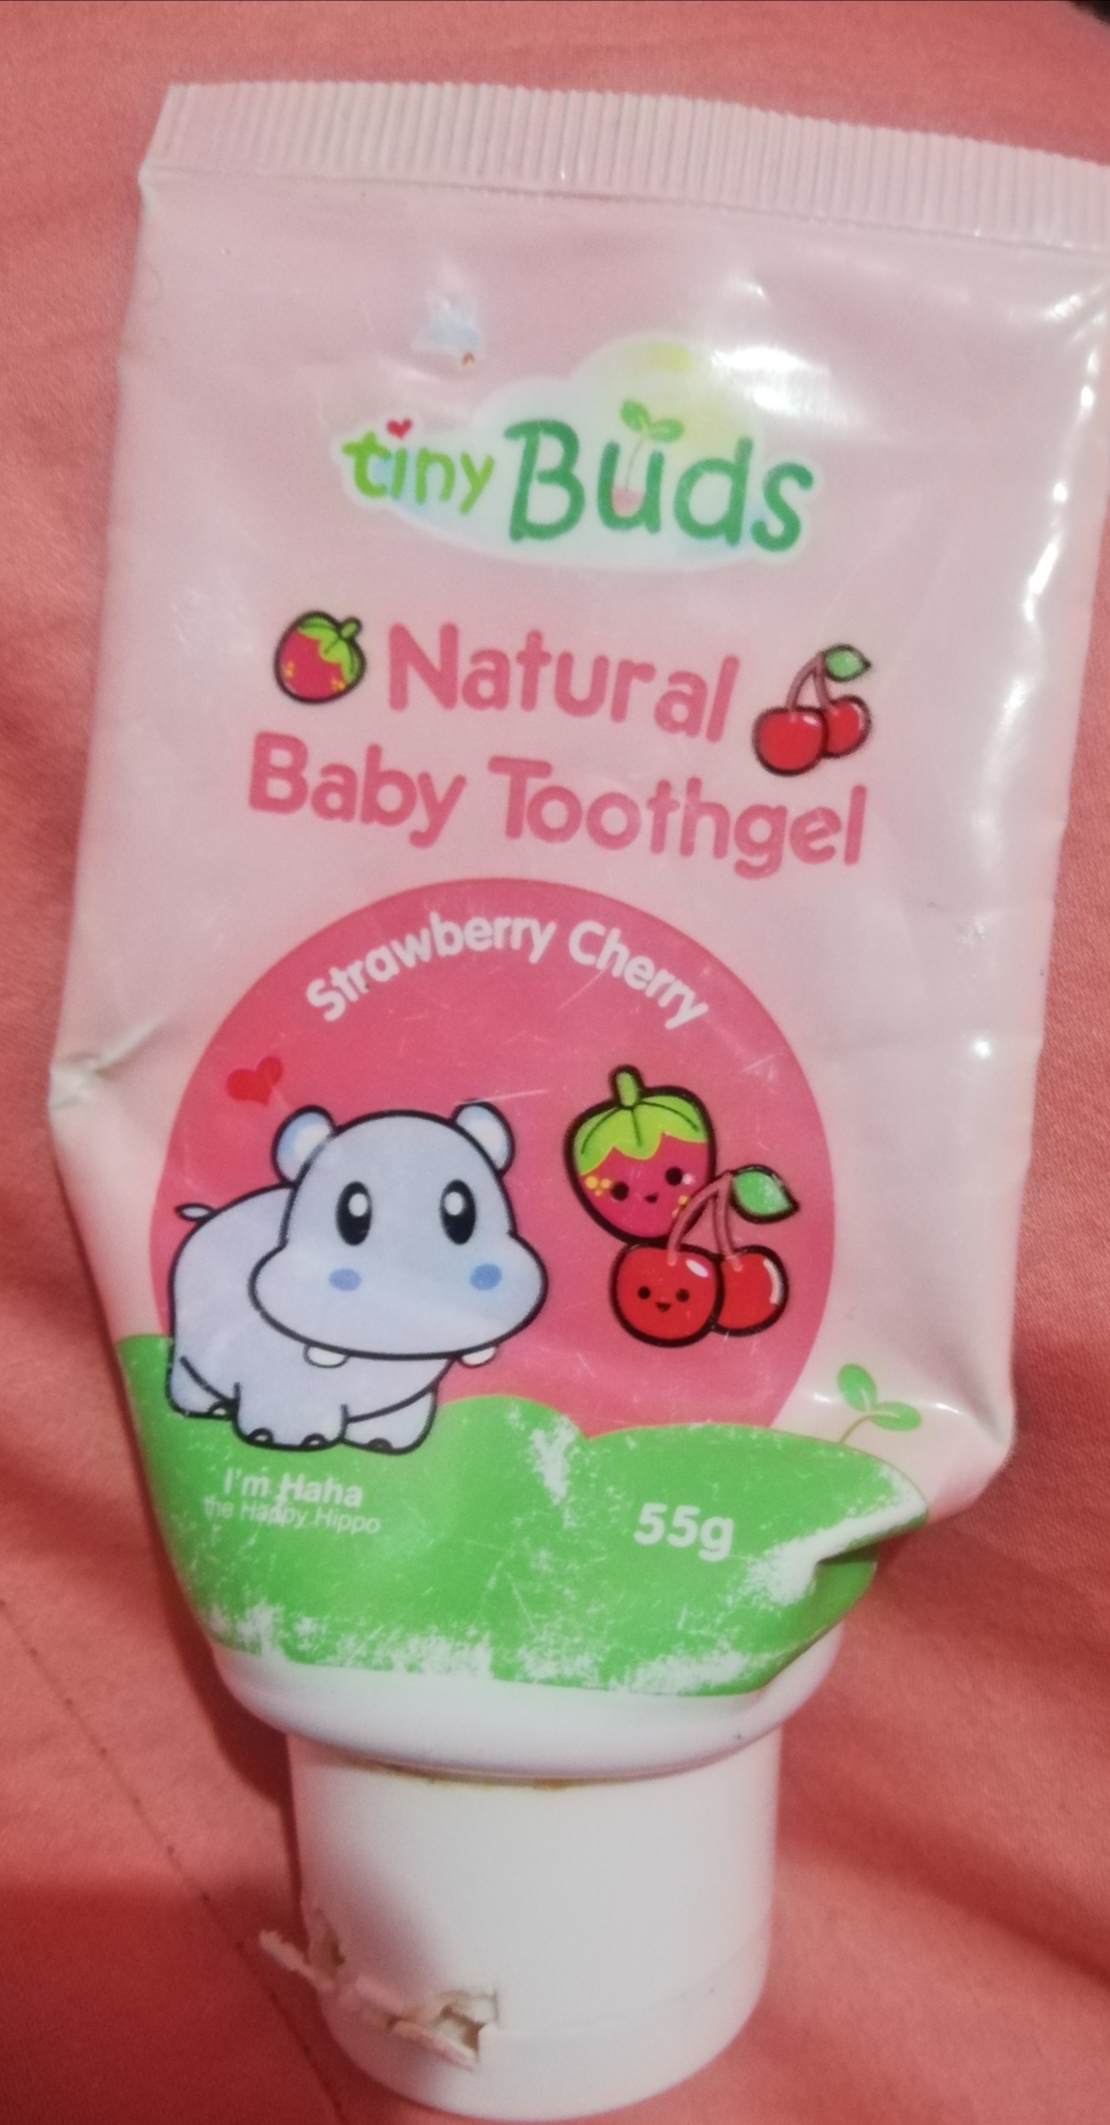 tiny Buds
Natural
Baby Toothgel
Strawberry Cherry
I'm Haha
the Happy Hippo
55g